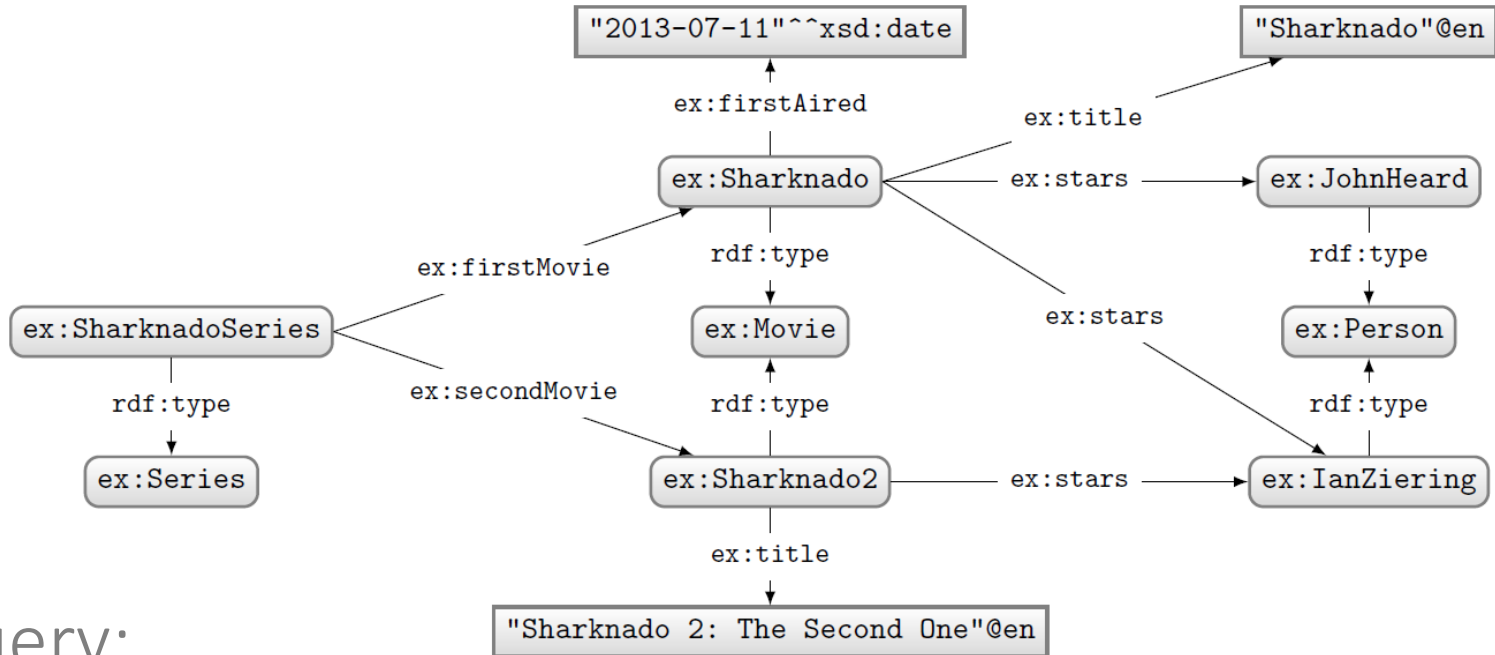 "2013-07-11"^^xsd:date
"Sharknado"@en
ex:firstAired
ex:title
ex:Sharknado
ex:stars
ex:JohnHeard
rdf:type
rdf:type
ex:firstMovie
ex:SharknadoSeries
ex:Movie
ex:stars
ex:Person
ex:secondMovie
rdf:type
rdf:type
rdf:type
ex:Series
ex:Sharknado2
ex:stars
ex:IanZiering
ex:title
"Sharknado 2: The Second One"@en